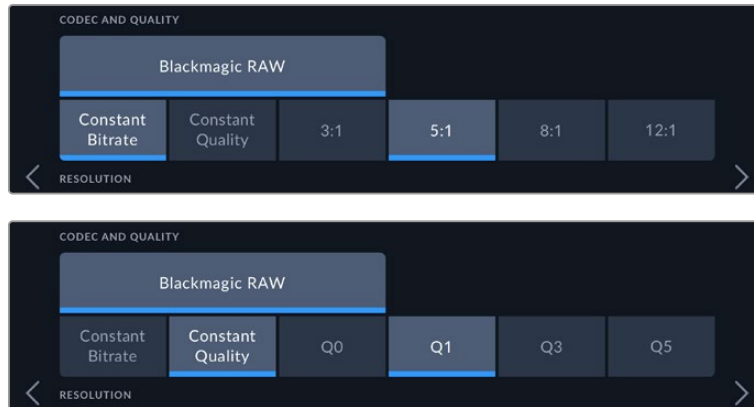 CODEC AND QUALITY
Blackmagic RAW
Constant Bitrate Constant Quality 3:1 5:1 8:1 12:1
RESOLUTION
CODEC AND QUALITY
Blackmagic RAW
Constant Bitrate Constant Quality Q0 Q1 Q3 Q5
RESOLUTION